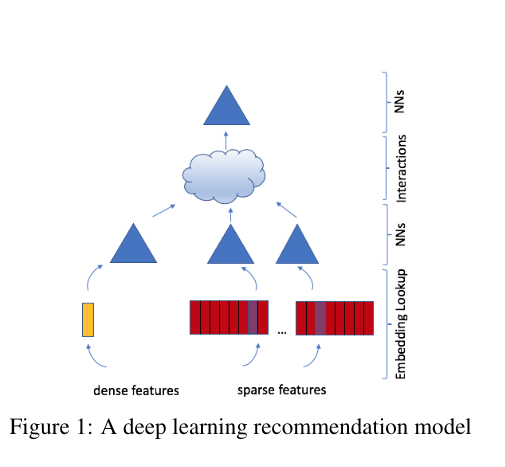 NNs
Interactions
NNs
Embedding Lookup
...
dense features
sparse features
Figure 1: A deep learning recommendation model